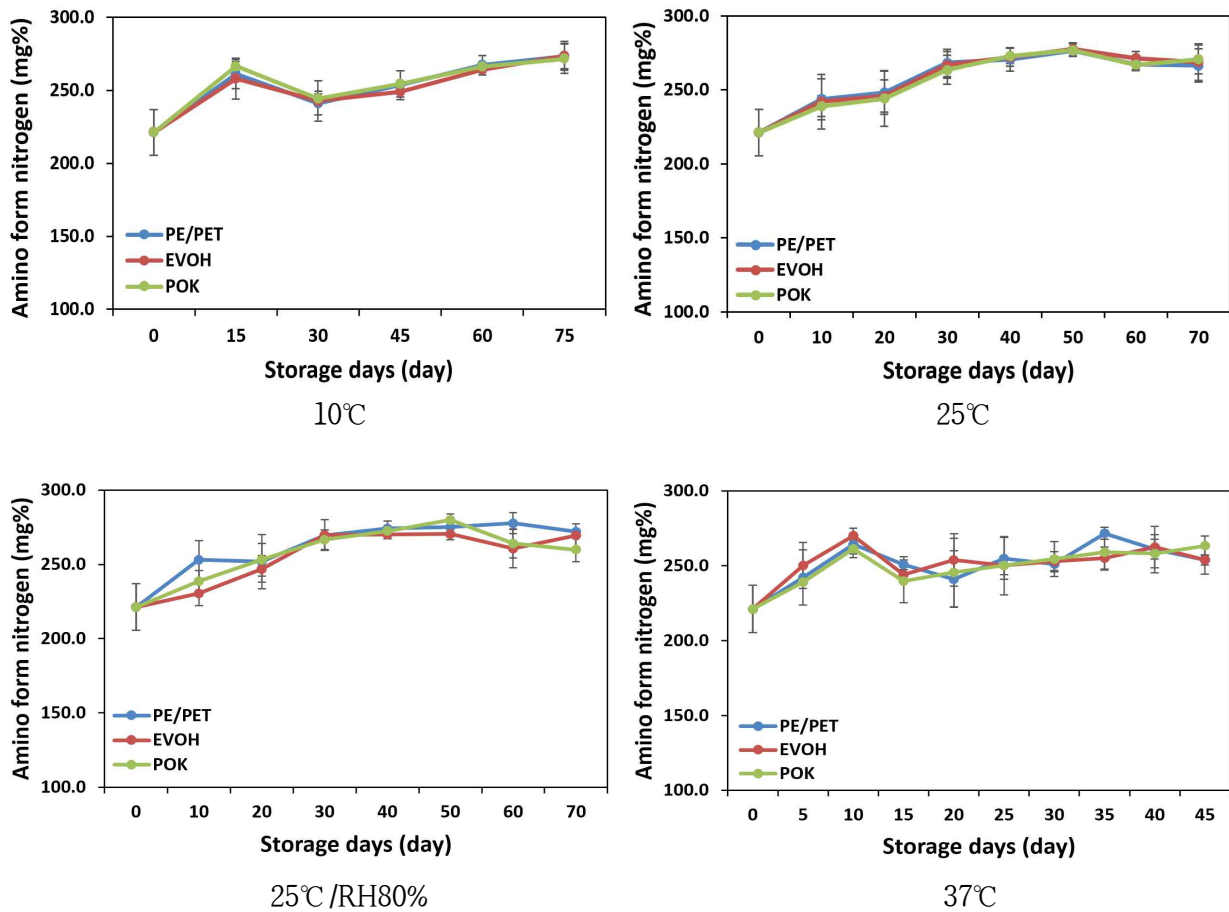 300.0
250.0
200.0
150.0
100.0
Amino form nitrogen (mg%)
PE/PET
EVOH
POK
0 15 30 45 60 75
Storage days (day)
10℃
300.0
250.0
200.0
150.0
100.0
Amino form nitrogen (mg%)
PE/PET
EVOH
POK
0 10 20 30 40 50 60 70
Storage days (day)
25℃
300.0
250.0
200.0
150.0
100.0
Amino form nitrogen (mg%)
PE/PET
EVOH
POK
0 10 20 30 40 50 60 70
Storage days (day)
25℃/RH80%
300.0
250.0
200.0
150.0
100.0
Amino form nitrogen (mg%)
PE/PET
EVOH
POK
0 5 10 15 20 25 30 35 40 45
Storage days (day)
37℃